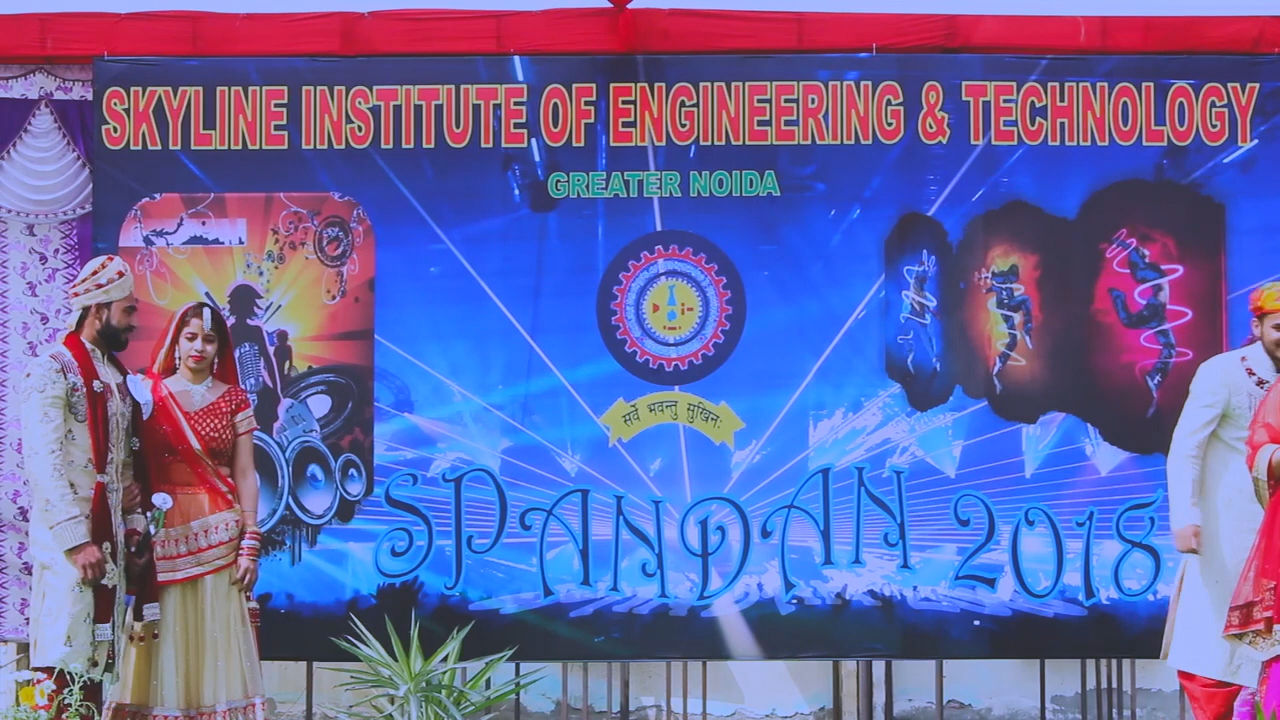 SKYLINE INSTITUTE OF ENGINEERING & TECHNOLOGY
GREATER NOIDA
सर्वे भवन्तु सुखिनः
SPANDAN 2018